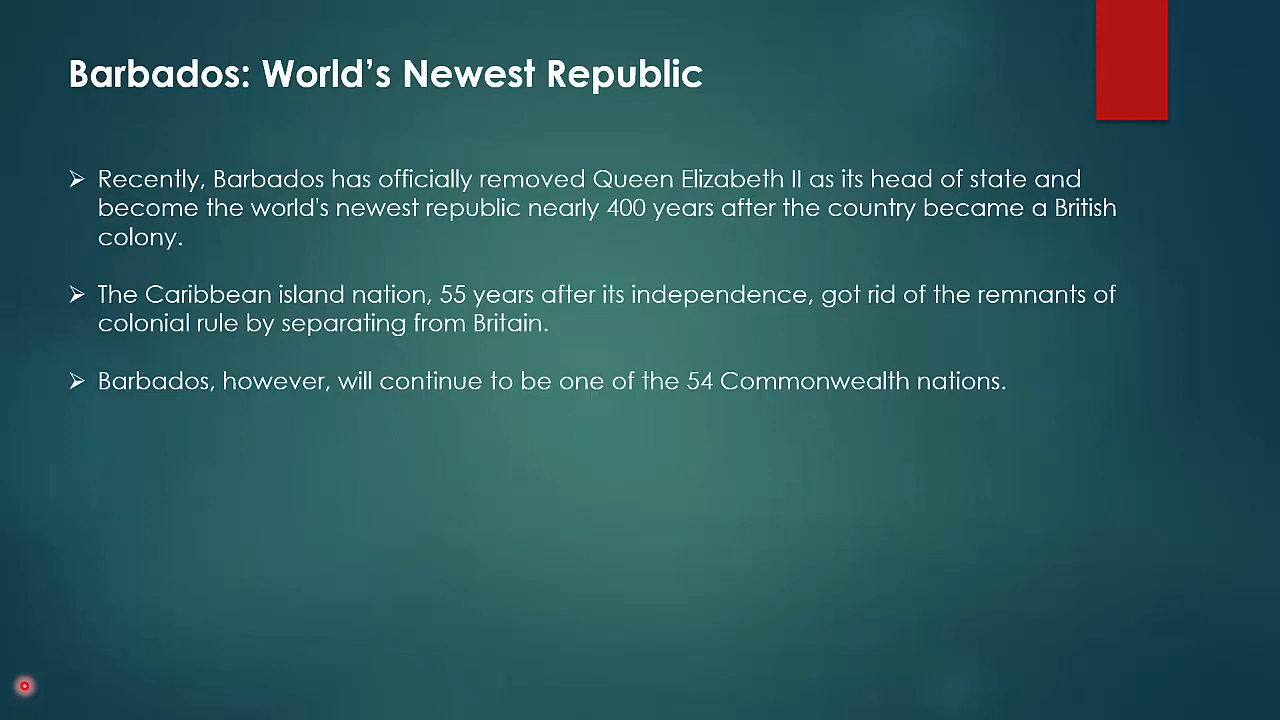 Barbados: World’s Newest Republic
Recently, Barbados has officially removed Queen Elizabeth II as its head of state and
become the world's newest republic nearly 400 years after the country became a British
colony.
The Caribbean island nation, 55 years after its independence, got rid of the remnants of
colonial rule by separating from Britain.
Barbados, however, will continue to be one of the 54 Commonwealth nations.